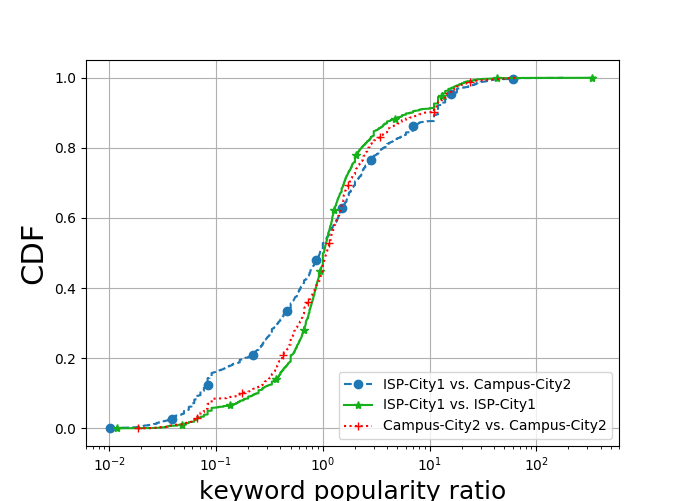 1.0
0.8
0.6
0.4
0.2
0.0
CDF
10⁻² 10⁻¹ 10⁰ 10¹ 10²
keyword popularity ratio
ISP-City1 vs. Campus-City2
ISP-City1 vs. ISP-City1
Campus-City2 vs. Campus-City2